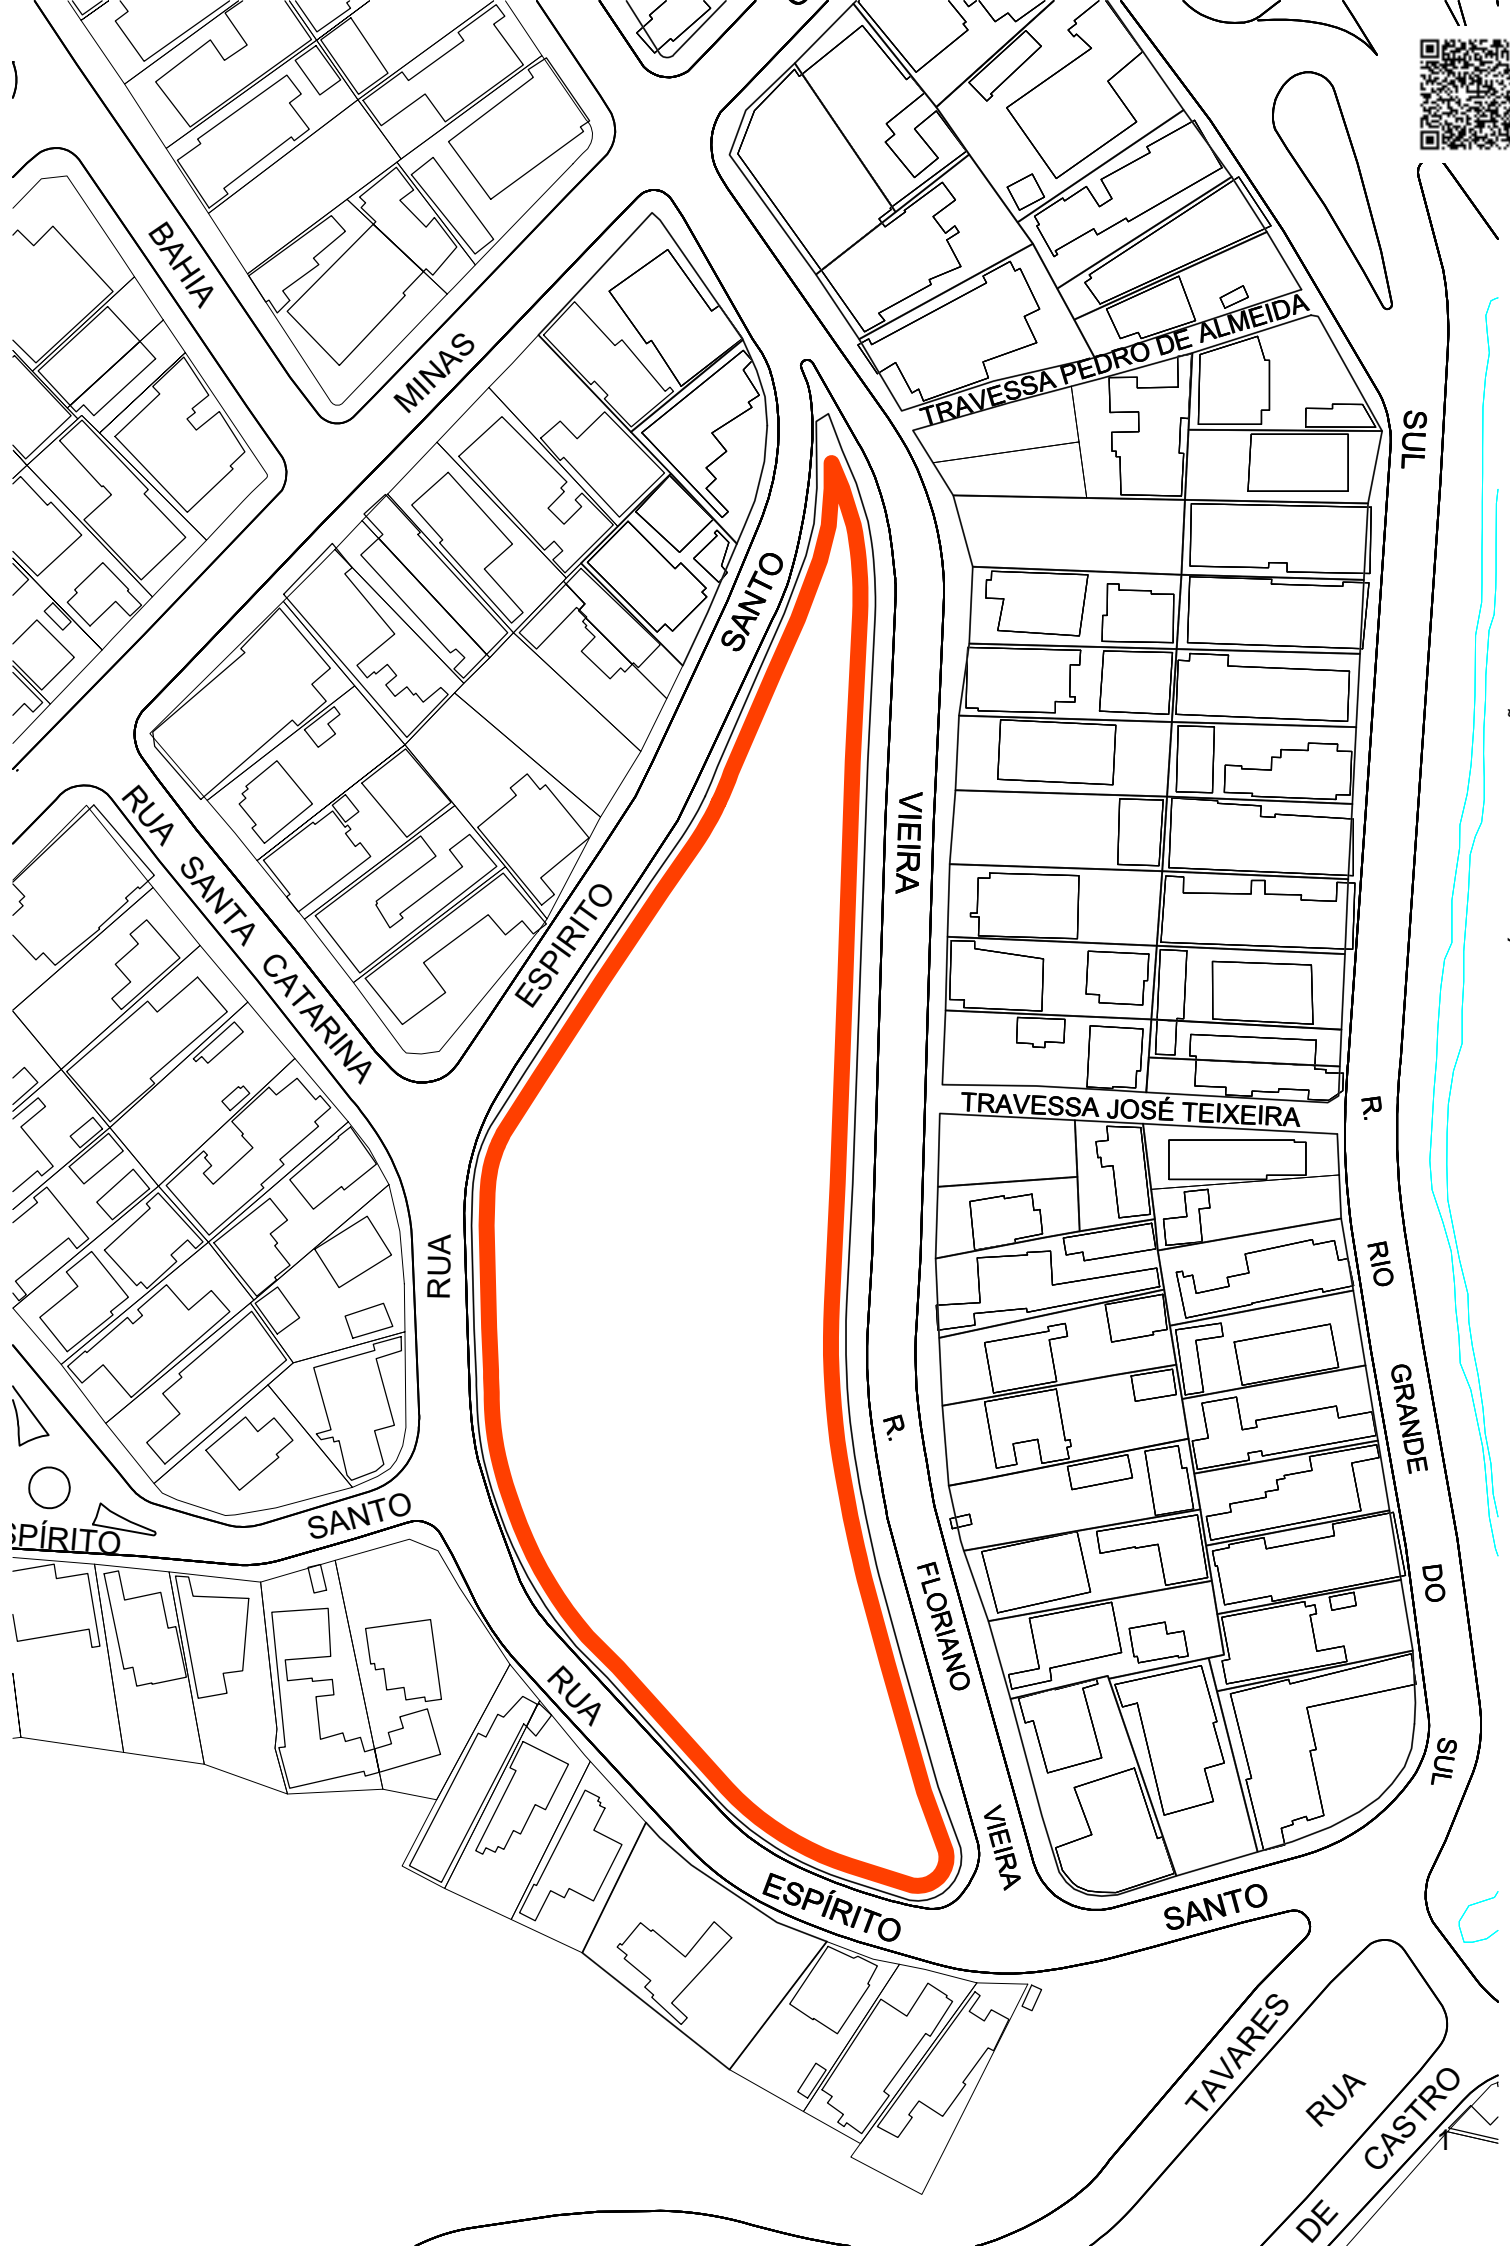 BAHIA
MINAS
TRAVESSA PEDRO DE ALMEIDA
SUL
SANTO
VIEIRA
RUA SANTA CATARINA
ESPIRITO
TRAVESSA JOSÉ TEIXEIRA
R.
RUA
RIO
GRANDE
R.
SANTO
SPÍRITO
FLORIANO
DO
RUA
SUL
VIEIRA
ESPÍRITO
SANTO
TAVARES
RUA
CASTRO
1
DE